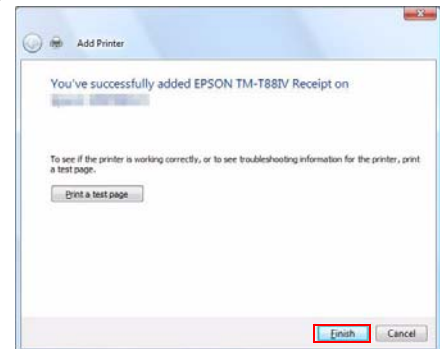 Add Printer
You've successfully added EPSON TM-T88IV Receipt on
To see if the printer is working correctly, or to see troubleshooting information for the printer, print
a test page.
Print a test page
Finish
Cancel